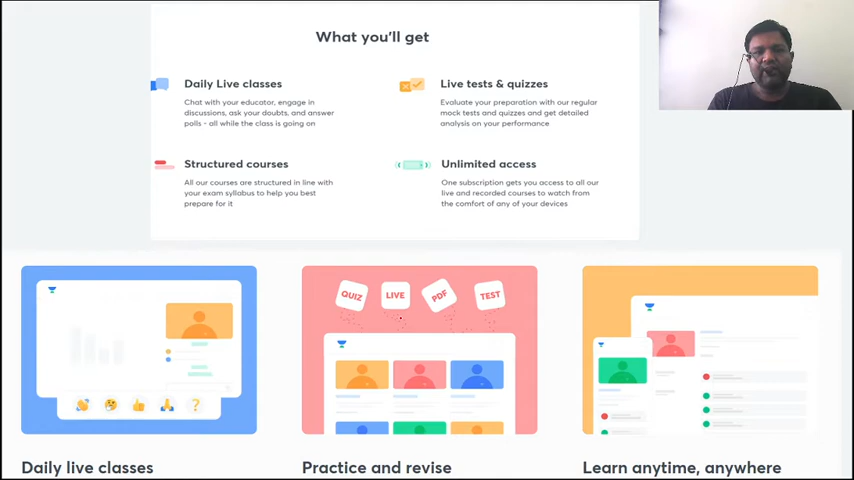 What you'll get
Daily Live classes
Chat with your educator, engage in
discussions, ask your doubts, and answer
polls - all while the class is going on
Live tests & quizzes
Evaluate your preparation with our regular
mock tests and quizzes and get detailed
analysis on your performance
Structured courses
All our courses are structured in line with
your exam syllabus to help you best
prepare for it
Unlimited access
One subscription gets you access to all our
live and recorded courses to watch from
the comfort of any of your devices
QUIZ
LIVE
PDF
TEST
?
Daily live classes
Practice and revise
Learn anytime, anywhere